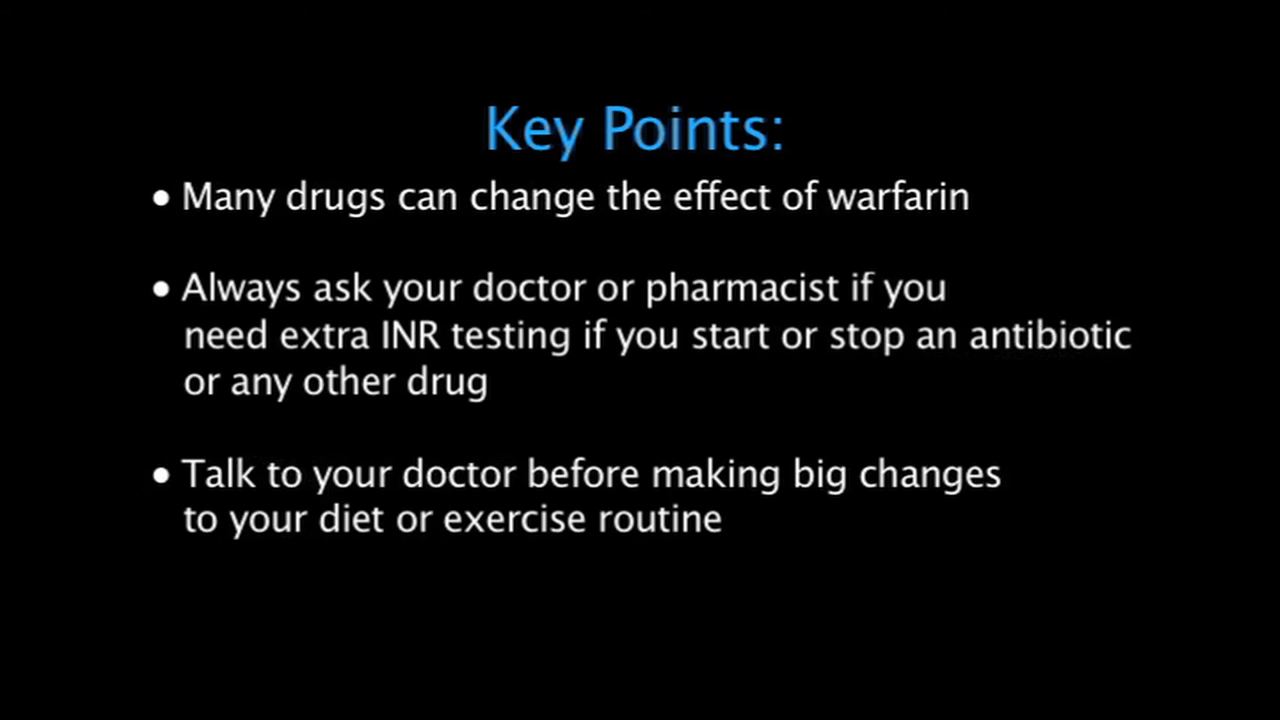 Key Points:
• Many drugs can change the effect of warfarin
• Always ask your doctor or pharmacist if you
need extra INR testing if you start or stop an antibiotic
or any other drug
• Talk to your doctor before making big changes
to your diet or exercise routine